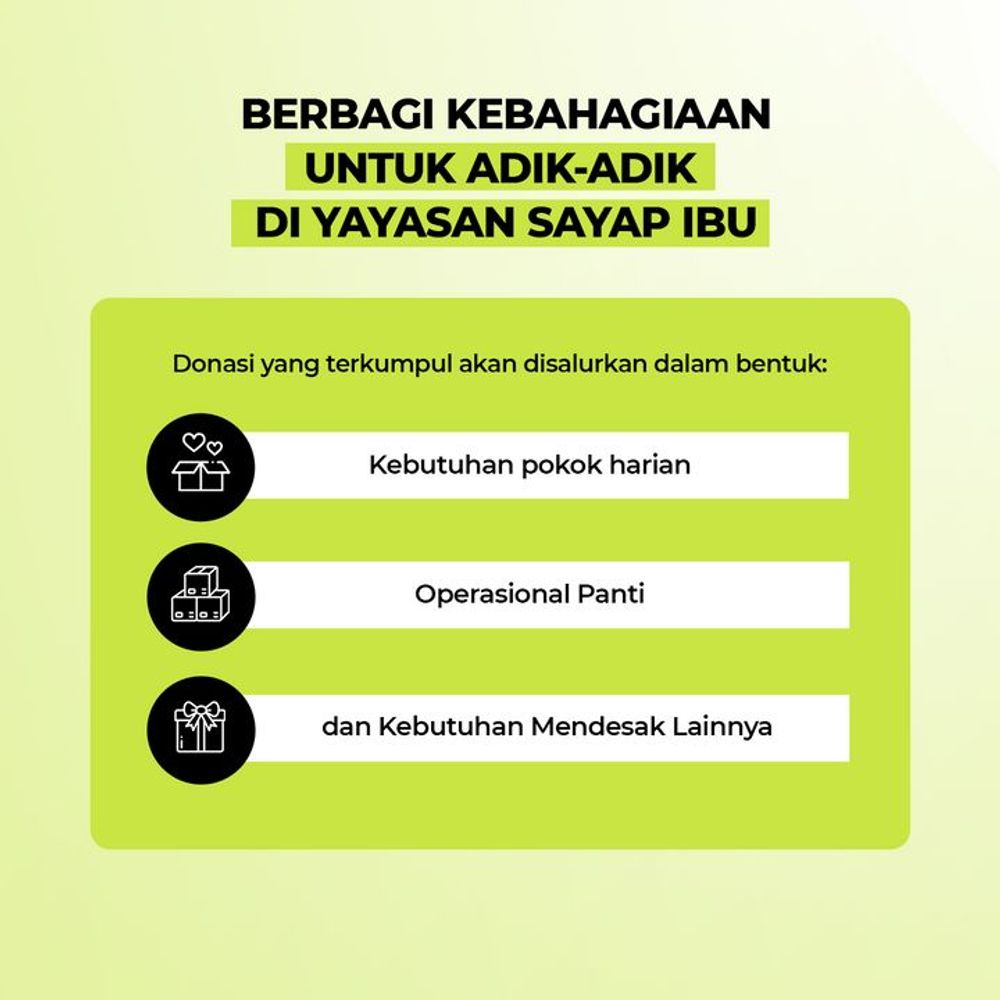 BERBAGI KEBAHAGIAAN
UNTUK ADIK-ADIK
DI YAYASAN SAYAP IBU
Donasi yang terkumpul akan disalurkan dalam bentuk:
Kebutuhan pokok harian
Operasional Panti
dan Kebutuhan Mendesak Lainnya